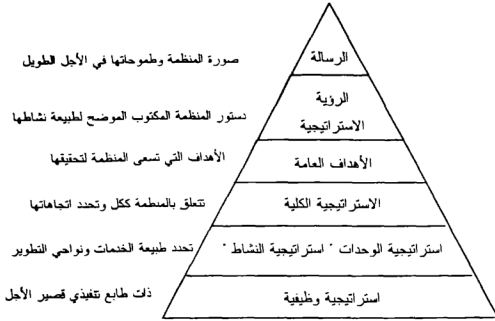 الرسالة
صورة المنظمة وطموحاتها في الأجل الطويل
الرؤية
الاستراتيجية
دستور المنظمة المكتوب الموضح لطبيعة نشاطها
الأهداف العامة
الأهداف التي تسعى المنظمة لتحقيقها
الاستراتيجية الكلية
تتعلق بالمنظمة ككل وتحدد اتجاهاتها
استراتيجية الوحدات " استراتيجية النشاط "
تحدد طبيعة الخدمات ونواحي التطوير
استراتيجية وظيفية
ذات طابع تنفيذي قصير الأجل